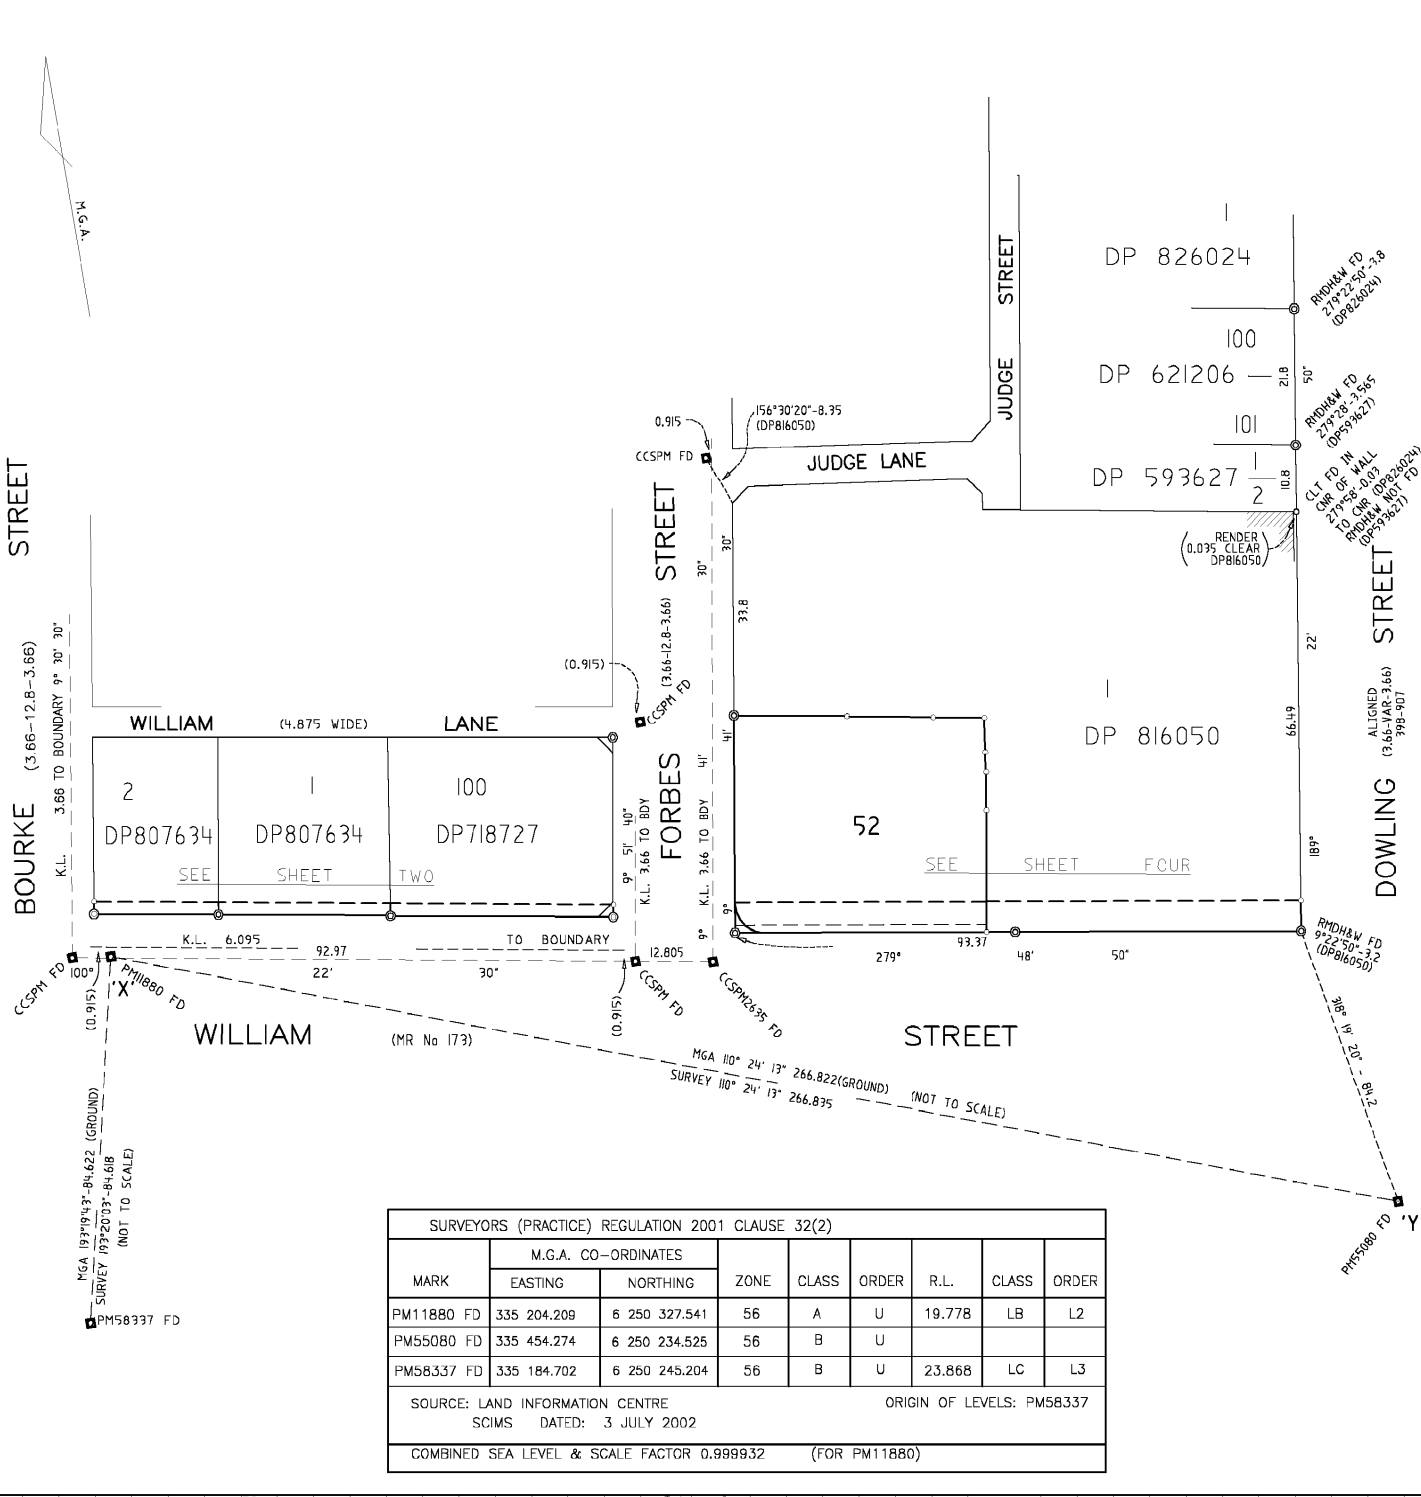 M.G.A.
1
DP 826024
RMDH&W FD
279°22'50"-3.8
(DP826024)
100
DP 621206
21.8
50"
RMDH&W FD
279°28'-3.565
(DP593627)
101
DP 593627
1
2
10.8
CLT FD IN
CNR OF WALL
279°58'-0.03
TO CNR (DP826024)
RMDH&W NOT FD
(DP593627)
JUDGE STREET
JUDGE LANE
0.915
156°30'20"-8.35
(DP816050)
CCSPM FD
RENDER
0.035 CLEAR
DP816050
BOURKE STREET
(3.66-12.8-3.66)
K.L. 3.66 TO BOUNDARY 9° 30' 30"
FORBES STREET
(3.66-12.8-3.66)
(0.915)
CCSPM FD
30"
30"
33.8
41'
41'
9°
9°
K.L. 3.66 TO BDY
K.L. 3.66 TO BDY
9° 51' 40"
WILLIAM (4.875 WIDE) LANE
2
DP807634
1
DP807634
100
DP718727
SEE SHEET TWO
1
DP 816050
52
SEE SHEET FOUR
22'
66.49
189°
DOWLING STREET
ALIGNED
(3.66-VAR-3.66)
398-907
RMDH&W FD
9°22'50"-3.2
(DP816050)
K.L. 6.095 TO BOUNDARY
92.97
12.805
100° 22' 30"
93.37
279° 48' 50"
CCSPM FD
(0.915)
PM11880 FD
'X'
(0.915)
CCSPM FD
CCSPM2635 FD
WILLIAM (MR No 173) STREET
MGA 110° 24' 13" 266.822(GROUND) (NOT TO SCALE)
SURVEY 110° 24' 13" 266.835
318° 19' 20" - 84.2
MGA 193°19'43"-84.622 (GROUND)
SURVEY 193°20'03"-84.618
(NOT TO SCALE)
PM58337 FD
PM55080 FD
'Y
SURVEYORS (PRACTICE) REGULATION 2001 CLAUSE 32(2)
MARK M.G.A. CO-ORDINATES ZONE CLASS ORDER R.L. CLASS ORDER
EASTING NORTHING
PM11880 FD 335 204.209 6 250 327.541 56 A U 19.778 LB L2
PM55080 FD 335 454.274 6 250 234.525 56 B U
PM58337 FD 335 184.702 6 250 245.204 56 B U 23.868 LC L3
SOURCE: LAND INFORMATION CENTRE ORIGIN OF LEVELS: PM58337
SCIMS DATED: 3 JULY 2002
COMBINED SEA LEVEL & SCALE FACTOR 0.999932 (FOR PM11880)